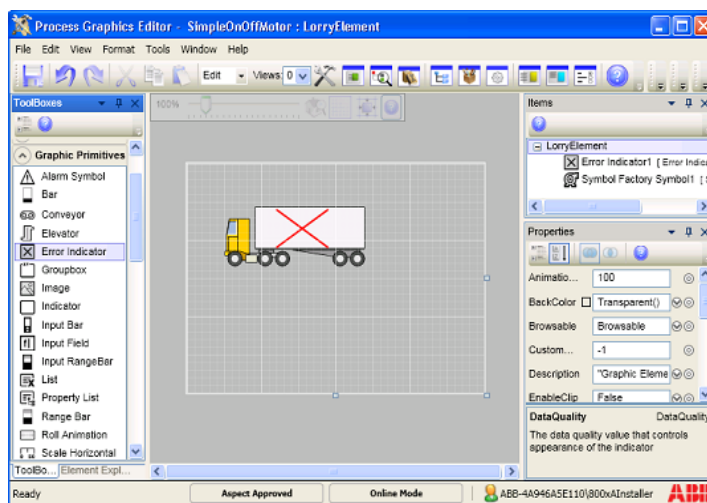 Process Graphics Editor - SimpleOnOffMotor : LorryElement
File Edit View Format Tools Window Help
Edit Views: 0
ToolBoxes
100%
Items
Graphic Primitives
LorryElement
Alarm Symbol
Error Indicator1 [ Error Indica
Bar
Symbol Factory Symbol1 [ S
Conveyor
Elevator
Error Indicator
Properties
Groupbox
Image
Animatio... 100
Indicator
BackColor Transparent()
Input Bar
Browsable Browsable
Input Field
Custom... -1
Input RangeBar
Description "Graphic Eleme
List
EnableClip False
Property List
Range Bar
DataQuality DataQuality
Roll Animation
The data quality value that controls
Scale Horizontal
appearance of the indicator
ToolBo... Element Expl...
Ready Aspect Approved Online Mode ABB-4A946A5E110\800xAInstaller ABB